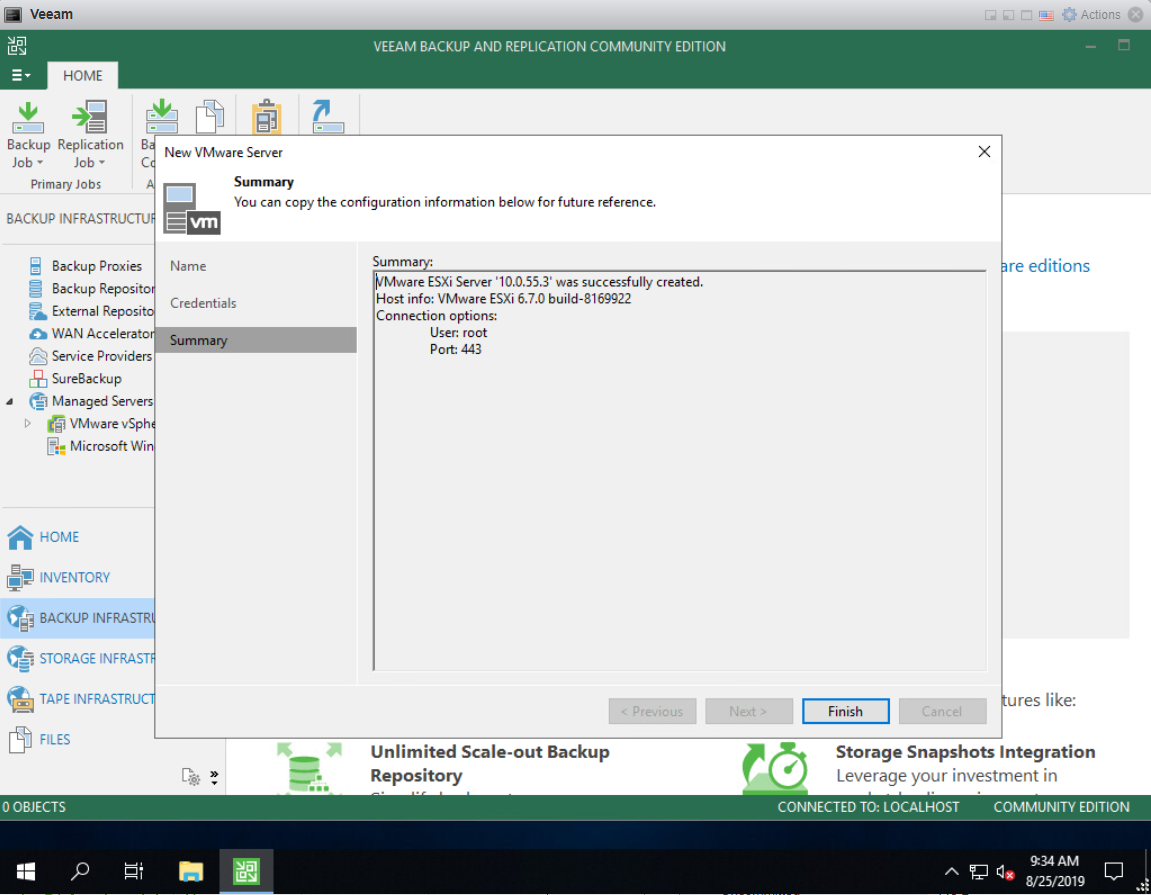 Veeam
Actions
VEEAM BACKUP AND REPLICATION COMMUNITY EDITION
HOME
Backup Job
Replication Job
Primary Jobs
New VMware Server
Summary
You can copy the configuration information below for future reference.
vm
BACKUP INFRASTRUCTUR
Backup Proxies
Backup Repositor
External Reposito
WAN Accelerator
Service Providers
SureBackup
Managed Servers
VMware vSphe
Microsoft Win
HOME
INVENTORY
BACKUP INFRASTRU
STORAGE INFRASTR
TAPE INFRASTRUCT
FILES
Name
Credentials
Summary
Summary:
VMware ESXi Server '10.0.55.3' was successfully created.
Host info: VMware ESXi 6.7.0 build-8169922
Connection options:
User: root
Port: 443
< Previous
Next >
Finish
Cancel
are editions
tures like:
Unlimited Scale-out Backup
Repository
Storage Snapshots Integration
Leverage your investment in
0 OBJECTS
CONNECTED TO: LOCALHOST
COMMUNITY EDITION
9:34 AM
8/25/2019